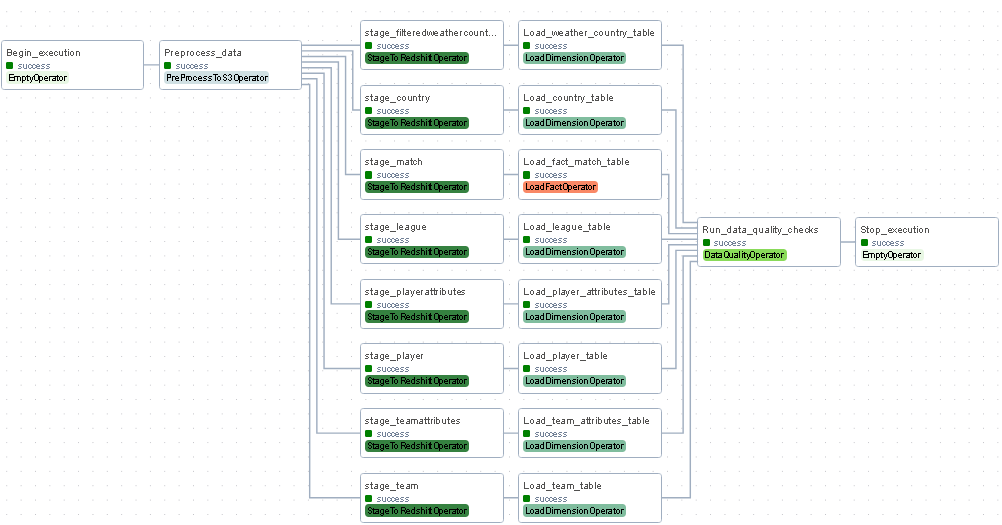 Begin_execution
success
EmptyOperator
Preprocess_data
success
PreProcessToS3Operator
stage_filteredweathercount...
success
StageToRedshiftOperator
Load_weather_country_table
success
LoadDimensionOperator
stage_country
success
StageToRedshiftOperator
Load_country_table
success
LoadDimensionOperator
stage_match
success
StageToRedshiftOperator
Load_fact_match_table
success
LoadFactOperator
stage_league
success
StageToRedshiftOperator
Load_league_table
success
LoadDimensionOperator
stage_playerattributes
success
StageToRedshiftOperator
Load_player_attributes_table
success
LoadDimensionOperator
stage_player
success
StageToRedshiftOperator
Load_player_table
success
LoadDimensionOperator
stage_teamattributes
success
StageToRedshiftOperator
Load_team_attributes_table
success
LoadDimensionOperator
stage_team
success
StageToRedshiftOperator
Load_team_table
success
LoadDimensionOperator
Run_data_quality_checks
success
DataQualityOperator
Stop_execution
success
EmptyOperator